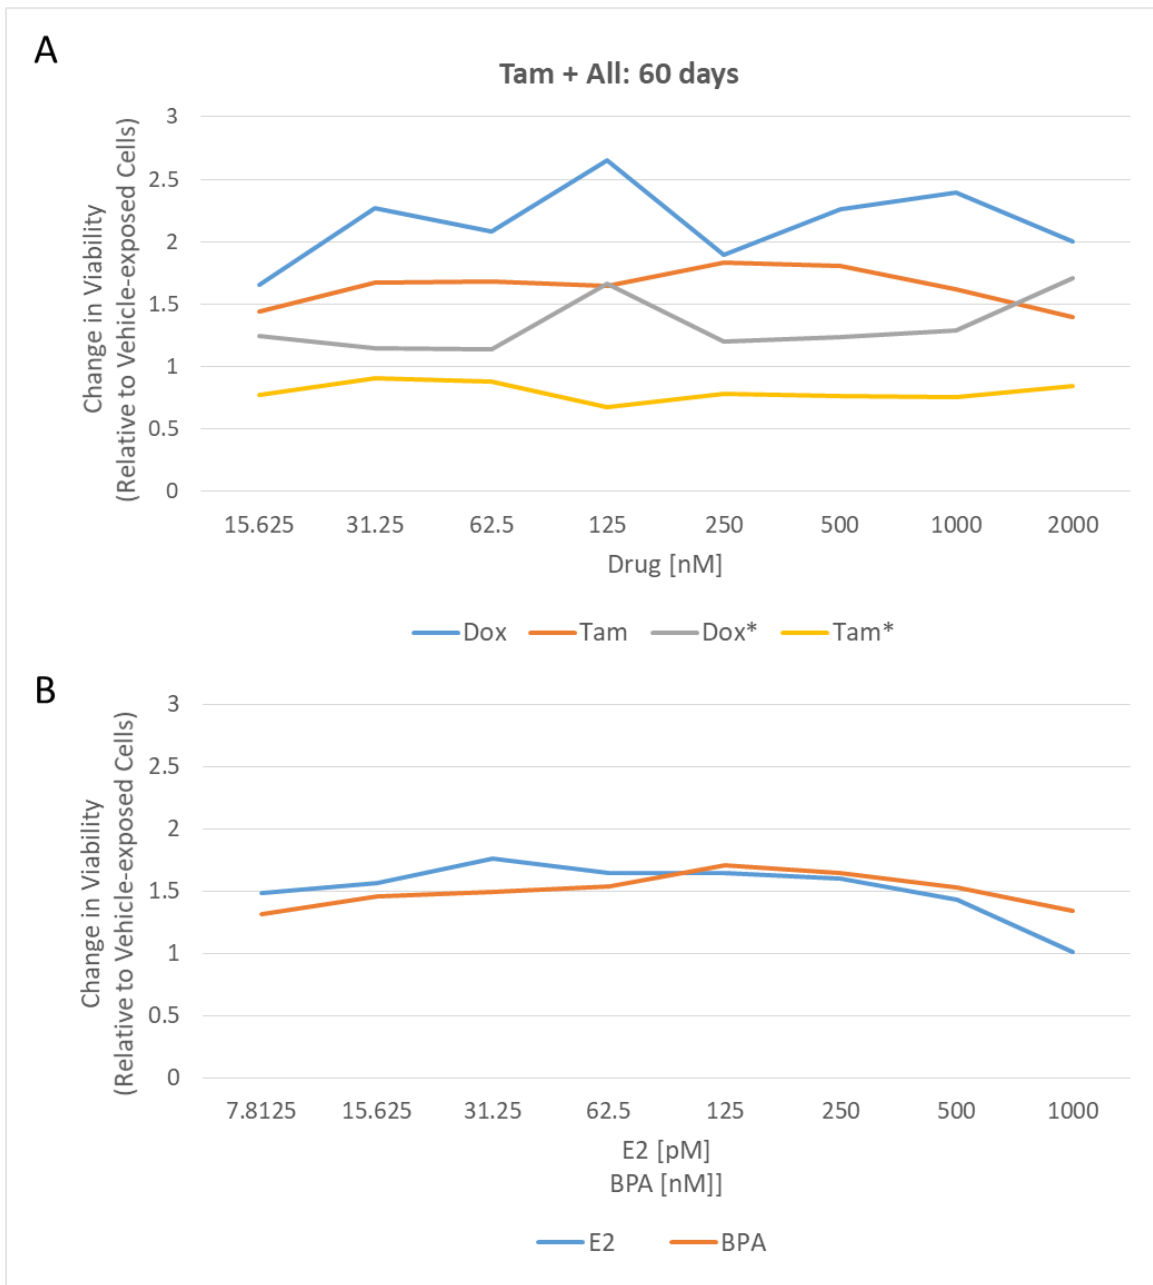 A
Tam + All: 60 days
Change in Viability
(Relative to Vehicle-exposed Cells)
3
2.5
2
1.5
1
0.5
0
15.625 31.25 62.5 125 250 500 1000 2000
Drug [nM]
Dox Tam Dox* Tam*
B
Change in Viability
(Relative to Vehicle-exposed Cells)
3
2.5
2
1.5
1
0.5
0
7.8125 15.625 31.25 62.5 125 250 500 1000
E2 [pM]
BPA [nM]]
E2 BPA